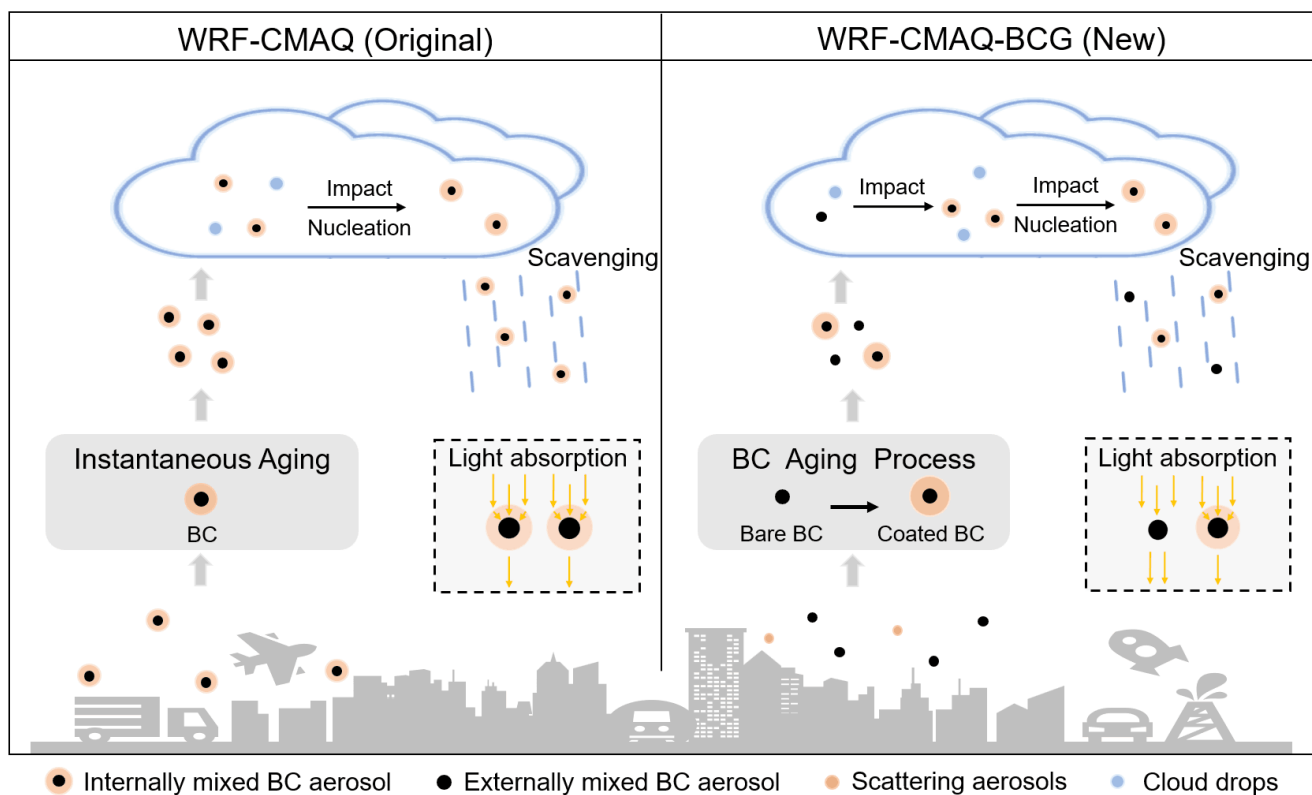 WRF-CMAQ (Original)
WRF-CMAQ-BCG (New)
Impact
Nucleation
Scavenging
Instantaneous Aging
BC
Light absorption
Impact
Impact
Nucleation
Scavenging
BC Aging Process
Bare BC
Coated BC
Light absorption
Internally mixed BC aerosol
Externally mixed BC aerosol
Scattering aerosols
Cloud drops